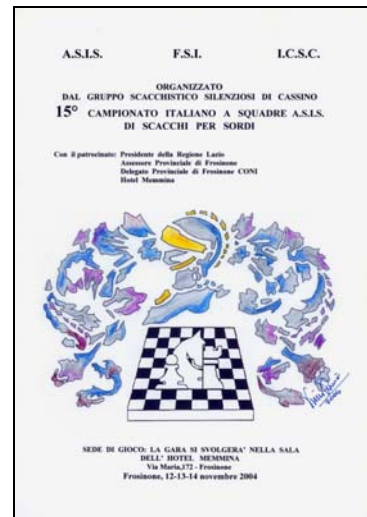 A.S.I.S. F.S.I. I.C.S.C.
ORGANIZZATO
DAL GRUPPO SCACCHISTICO SILENZIOSI DI CASSINO
15° CAMPIONATO ITALIANO A SQUADRE A.S.I.S.
DI SCACCHI PER SORDI
Con il patrocinato: Presidente della Regione Lazio
Assessore Provinciale di Frosinone
Delegato Provinciale di Frosinone CONI
Hotel Memmina
SEDE DI GIOCO: LA GARA SI SVOLGERA' NELLA SALA
DELL' HOTEL MEMMINA
Via Maria,172 - Frosinone
Frosinone, 12-13-14 novembre 2004